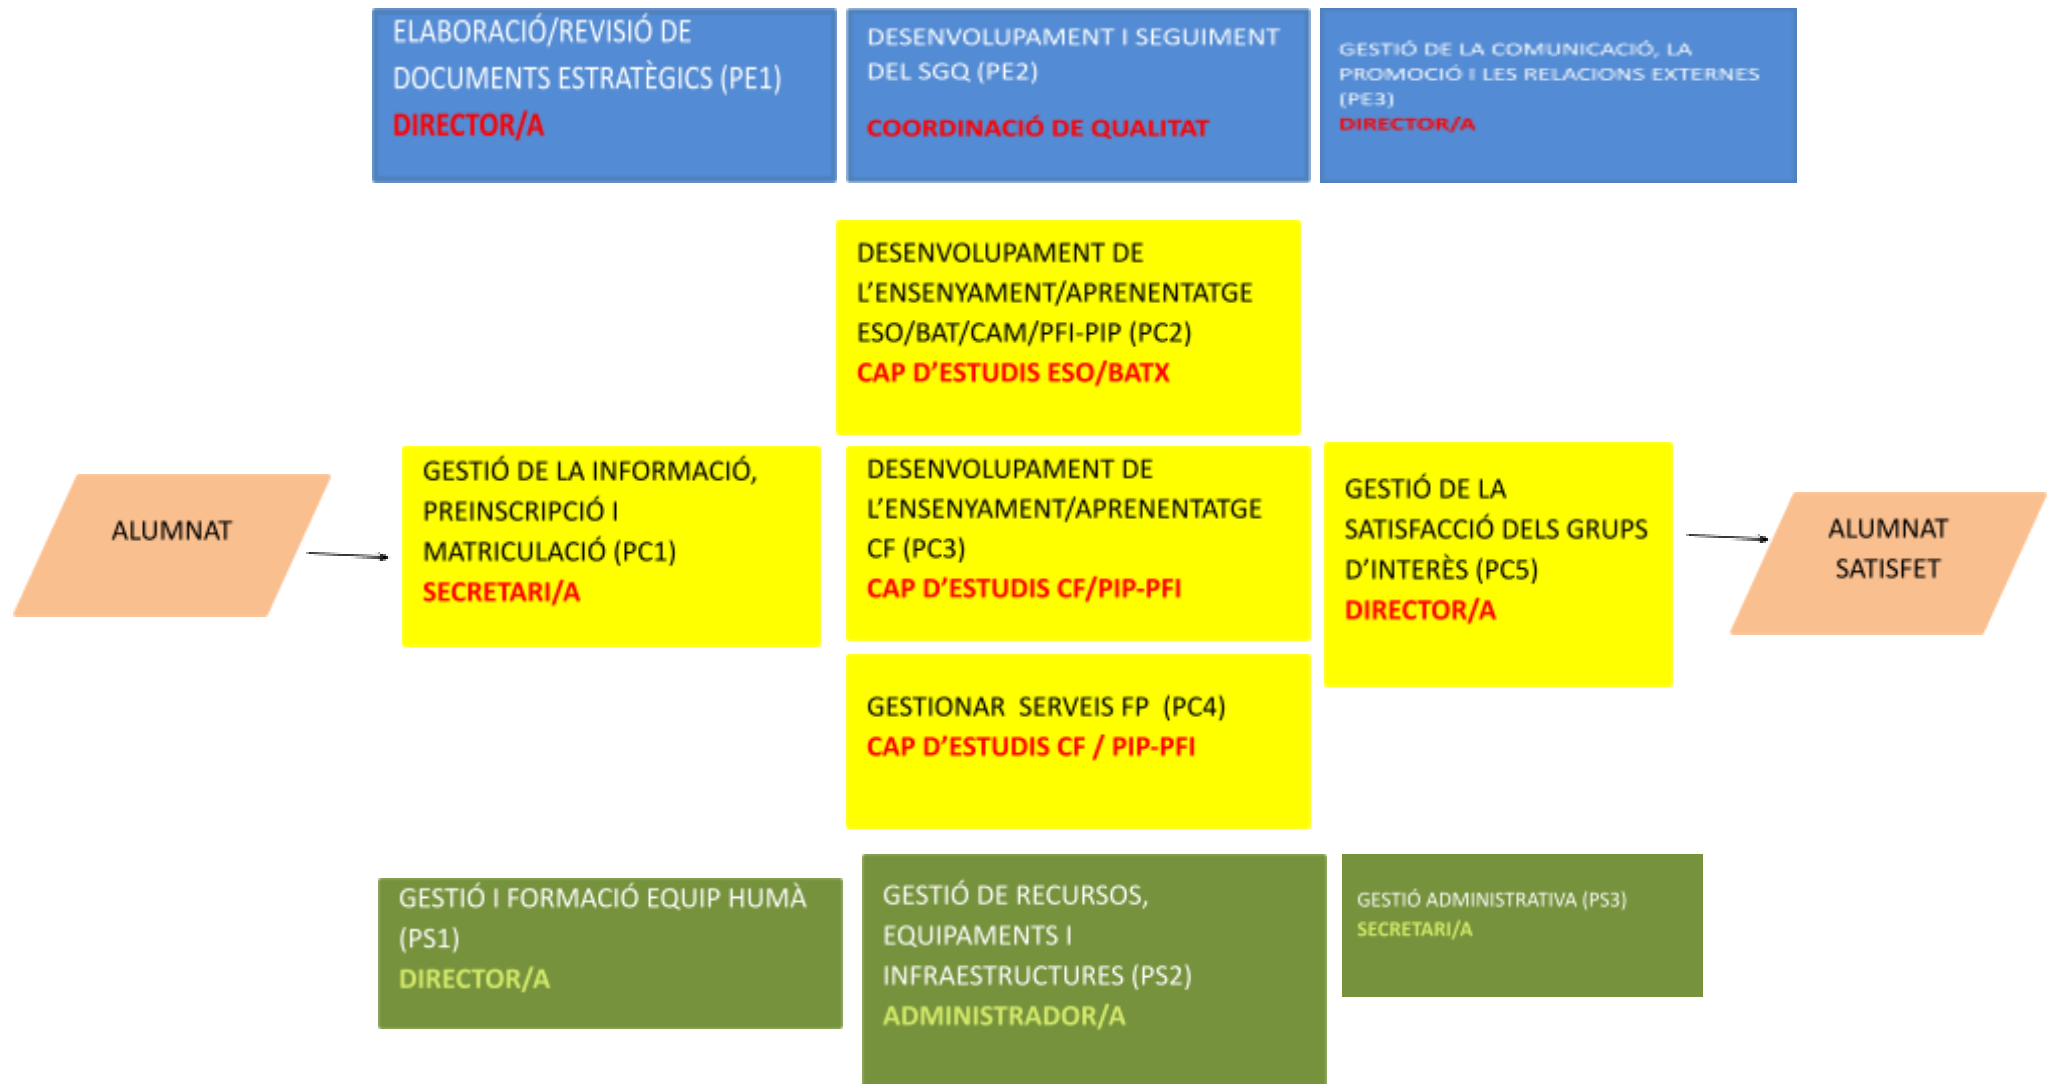 ELABORACIÓ/REVISIÓ DE
DOCUMENTS ESTRATÈGICS (PE1)
DIRECTOR/A
DESENVOLUPAMENT I SEGUIMENT
DEL SGQ (PE2)
COORDINACIÓ DE QUALITAT
GESTIÓ DE LA COMUNICACIÓ, LA
PROMOCIÓ I LES RELACIONS EXTERNES
(PE3)
DIRECTOR/A
DESENVOLUPAMENT DE
L’ENSENYAMENT/APRENENTATGE
ESO/BAT/CAM/PFI-PIP (PC2)
CAP D’ESTUDIS ESO/BATX
ALUMNAT
GESTIÓ DE LA INFORMACIÓ,
PREINSCRIPCIÓ I
MATRICULACIÓ (PC1)
SECRETARI/A
DESENVOLUPAMENT DE
L’ENSENYAMENT/APRENENTATGE
CF (PC3)
CAP D’ESTUDIS CF/PIP-PFI
GESTIÓ DE LA
SATISFACCIÓ DELS GRUPS
D’INTERÈS (PC5)
DIRECTOR/A
ALUMNAT
SATISFET
GESTIONAR SERVEIS FP (PC4)
CAP D’ESTUDIS CF / PIP-PFI
GESTIÓ I FORMACIÓ EQUIP HUMÀ
(PS1)
DIRECTOR/A
GESTIÓ DE RECURSOS,
EQUIPAMENTS I
INFRAESTRUCTURES (PS2)
ADMINISTRADOR/A
GESTIÓ ADMINISTRATIVA (PS3)
SECRETARI/A